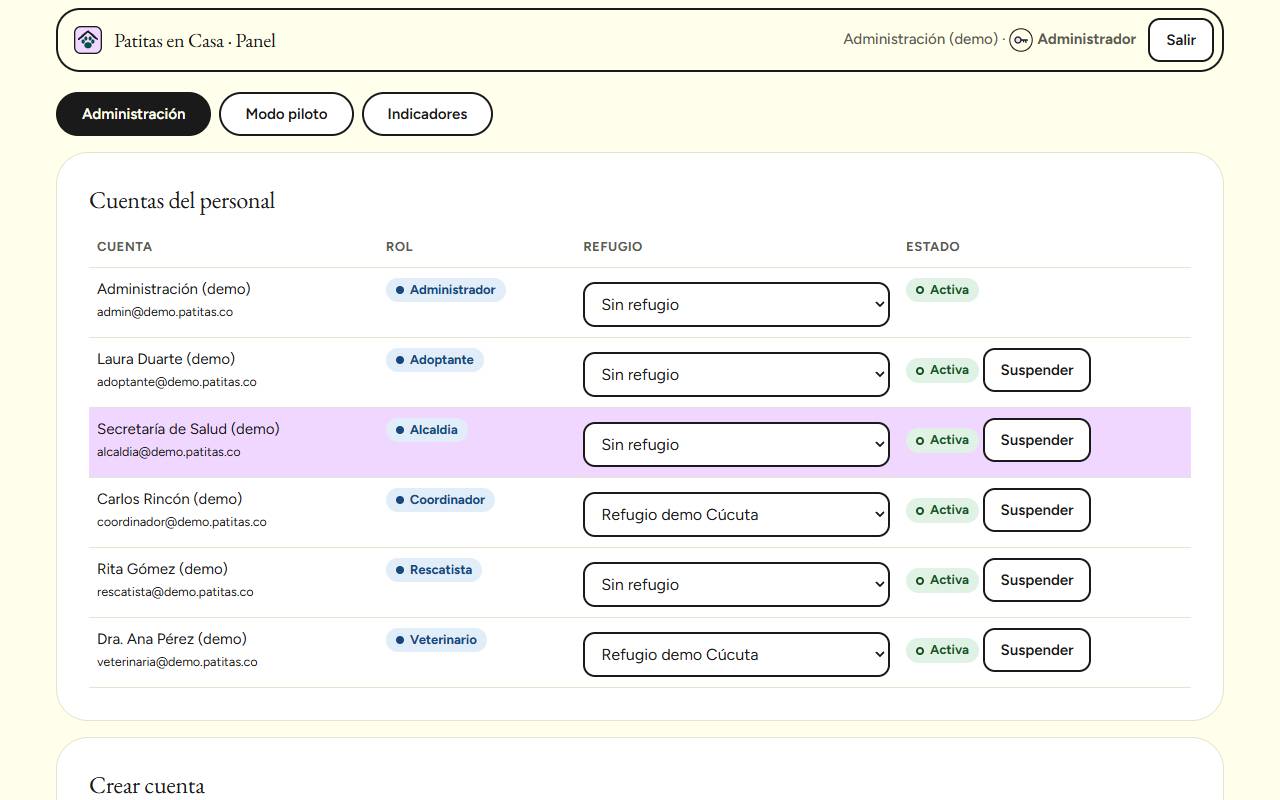 Patitas en Casa · Panel
Administración (demo) · Administrador
Salir
Administración
Modo piloto
Indicadores
Cuentas del personal
CUENTA ROL REFUGIO ESTADO
Administración (demo)
admin@demo.patitas.co
Administrador
Sin refugio
Activa
Laura Duarte (demo)
adoptante@demo.patitas.co
Adoptante
Sin refugio
Activa
Suspender
Secretaría de Salud (demo)
alcaldia@demo.patitas.co
Alcaldia
Sin refugio
Activa
Suspender
Carlos Rincón (demo)
coordinador@demo.patitas.co
Coordinador
Refugio demo Cúcuta
Activa
Suspender
Rita Gómez (demo)
rescatista@demo.patitas.co
Rescatista
Sin refugio
Activa
Suspender
Dra. Ana Pérez (demo)
veterinaria@demo.patitas.co
Veterinario
Refugio demo Cúcuta
Activa
Suspender
Crear cuenta